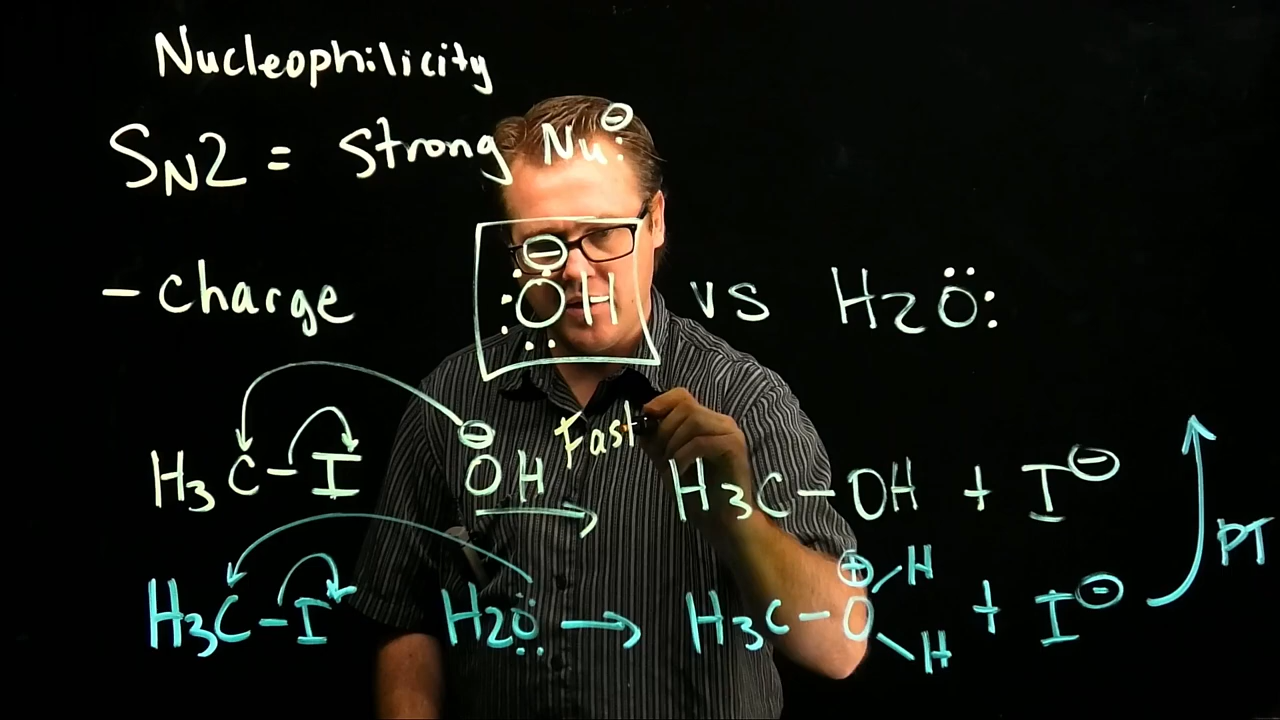 Nucleophilicity
SN2 = Strong Nu:⊖
- charge :ÖH⊖ vs H2Ö:
H3C-I ⊖OH Fast H3C-OH + I⊖
H3C-I H2Ö → H3C-O⊕ H H + I⊖ PT